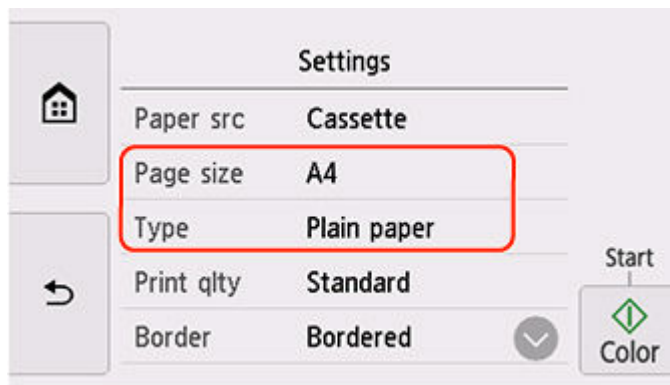 Settings
Paper src Cassette
Page size A4
Type Plain paper
Print qlty Standard
Border Bordered
Start
Color